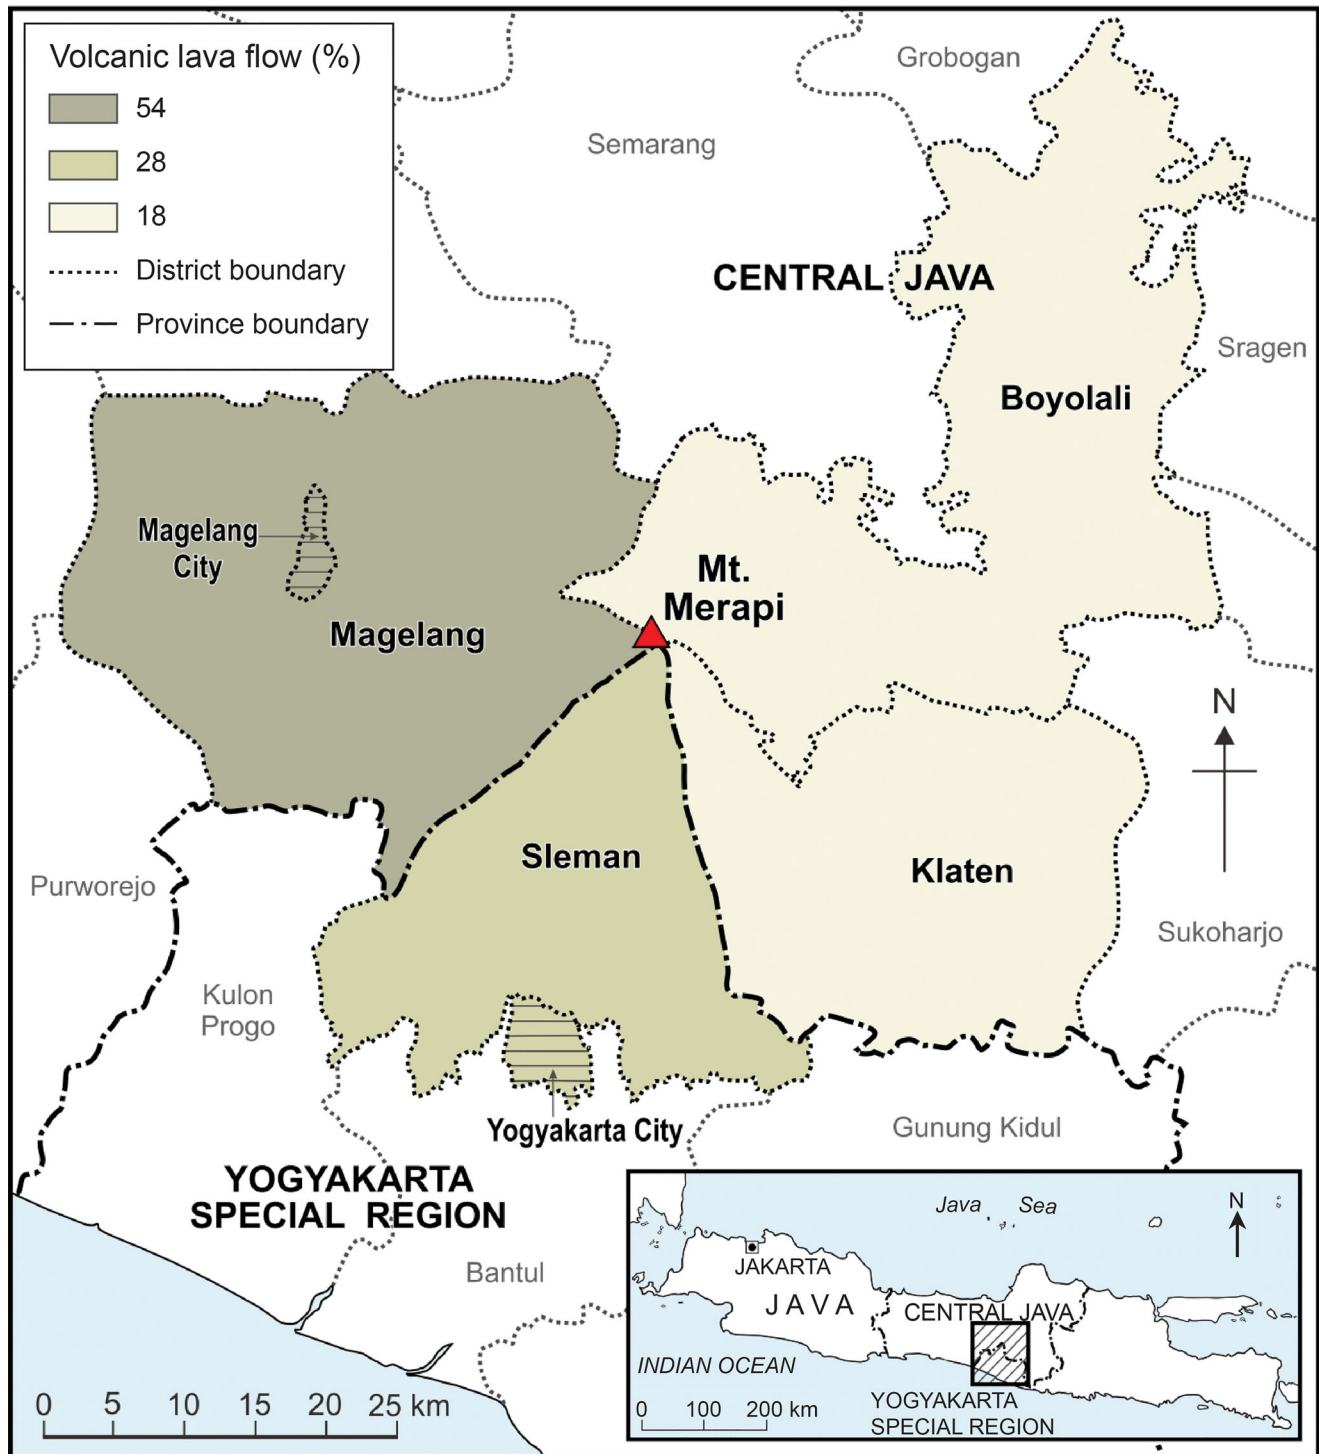 Volcanic lava flow (%)
54
28
18
District boundary
Province boundary
Grobogan
Semarang
CENTRAL JAVA
Sragen
Boyolali
Magelang
City
Mt.
Merapi
Magelang
N
Sleman
Klaten
Purworejo
Sukoharjo
Kulon
Progo
Yogyakarta City
Gunung Kidul
YOGYAKARTA
SPECIAL REGION
Bantul
0 5 10 15 20 25 km
Java Sea
N
JAKARTA
JAVA
CENTRAL JAVA
INDIAN OCEAN
YOGYAKARTA
SPECIAL REGION
0 100 200 km